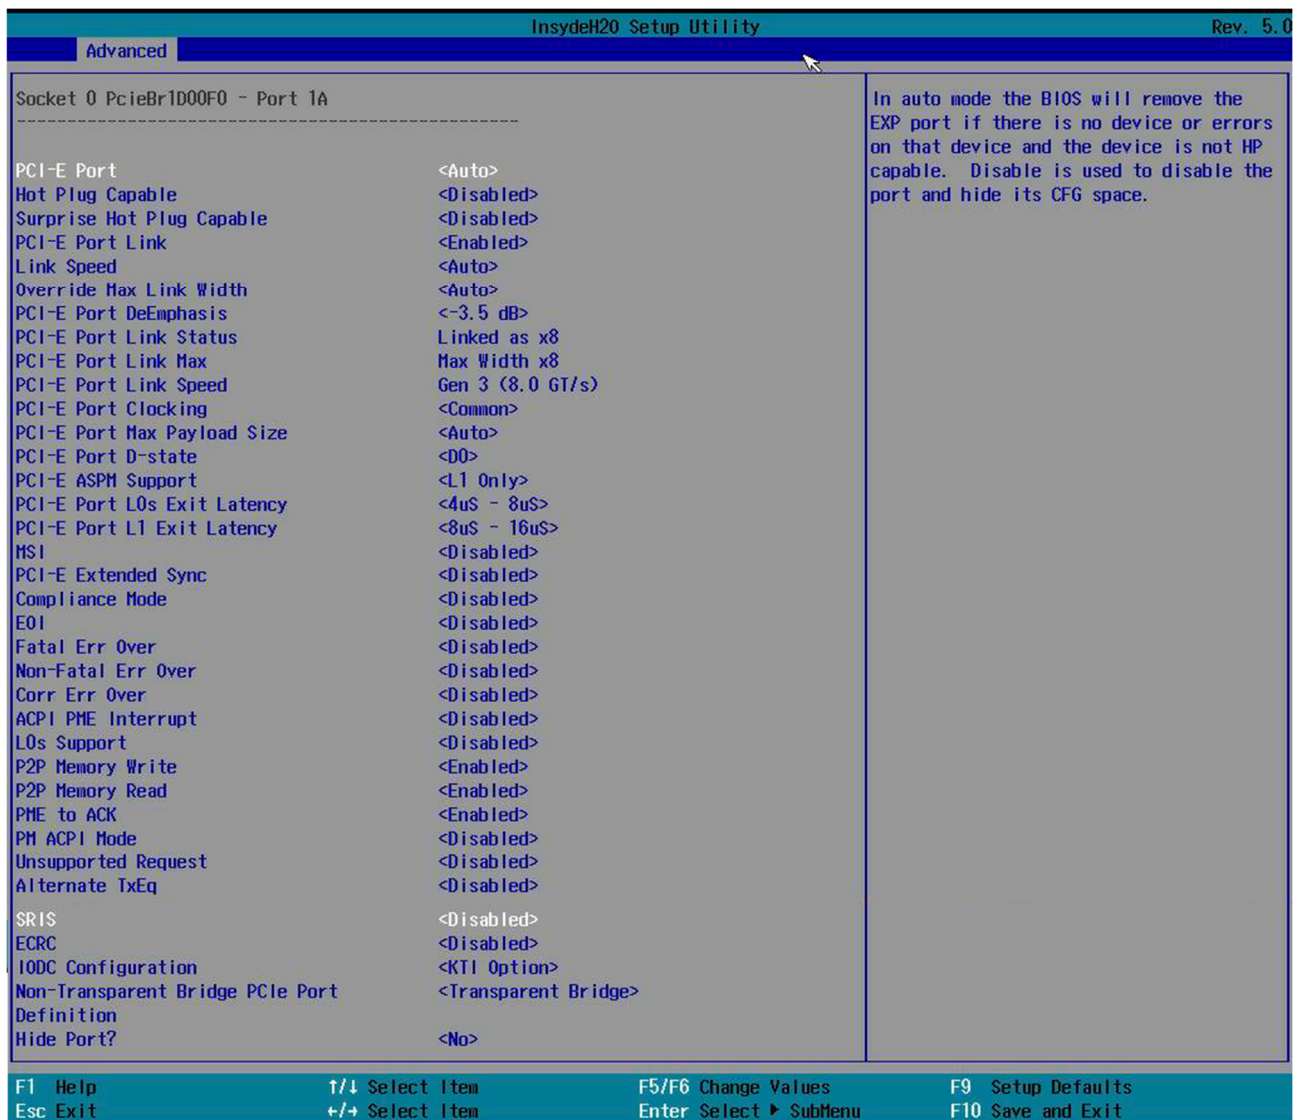 InsydeH20 Setup Utility Rev. 5.0
Advanced
Socket 0 PcieBr1D00F0 - Port 1A
--------------------------------------------------
PCI-E Port <Auto>
Hot Plug Capable <Disabled>
Surprise Hot Plug Capable <Disabled>
PCI-E Port Link <Enabled>
Link Speed <Auto>
Override Max Link Width <Auto>
PCI-E Port DeEmphasis <-3.5 dB>
PCI-E Port Link Status Linked as x8
PCI-E Port Link Max Max Width x8
PCI-E Port Link Speed Gen 3 (8.0 GT/s)
PCI-E Port Clocking <Common>
PCI-E Port Max Payload Size <Auto>
PCI-E Port D-state <D0>
PCI-E ASPM Support <L1 Only>
PCI-E Port L0s Exit Latency <4uS - 8uS>
PCI-E Port L1 Exit Latency <8uS - 16uS>
MSI <Disabled>
PCI-E Extended Sync <Disabled>
Compliance Mode <Disabled>
EOI <Disabled>
Fatal Err Over <Disabled>
Non-Fatal Err Over <Disabled>
Corr Err Over <Disabled>
ACPI PME Interrupt <Disabled>
L0s Support <Disabled>
P2P Memory Write <Enabled>
P2P Memory Read <Enabled>
PME to ACK <Enabled>
PM ACPI Mode <Disabled>
Unsupported Request <Disabled>
Alternate TxEq <Disabled>
SRIS <Disabled>
ECRC <Disabled>
IODC Configuration <KTI Option>
Non-Transparent Bridge PCIe Port <Transparent Bridge>
Definition
Hide Port? <No>
In auto mode the BIOS will remove the
EXP port if there is no device or errors
on that device and the device is not HP
capable. Disable is used to disable the
port and hide its CFG space.
F1 Help ↑/↓ Select Item F5/F6 Change Values F9 Setup Defaults
Esc Exit ←/→ Select Item Enter Select ▶ SubMenu F10 Save and Exit